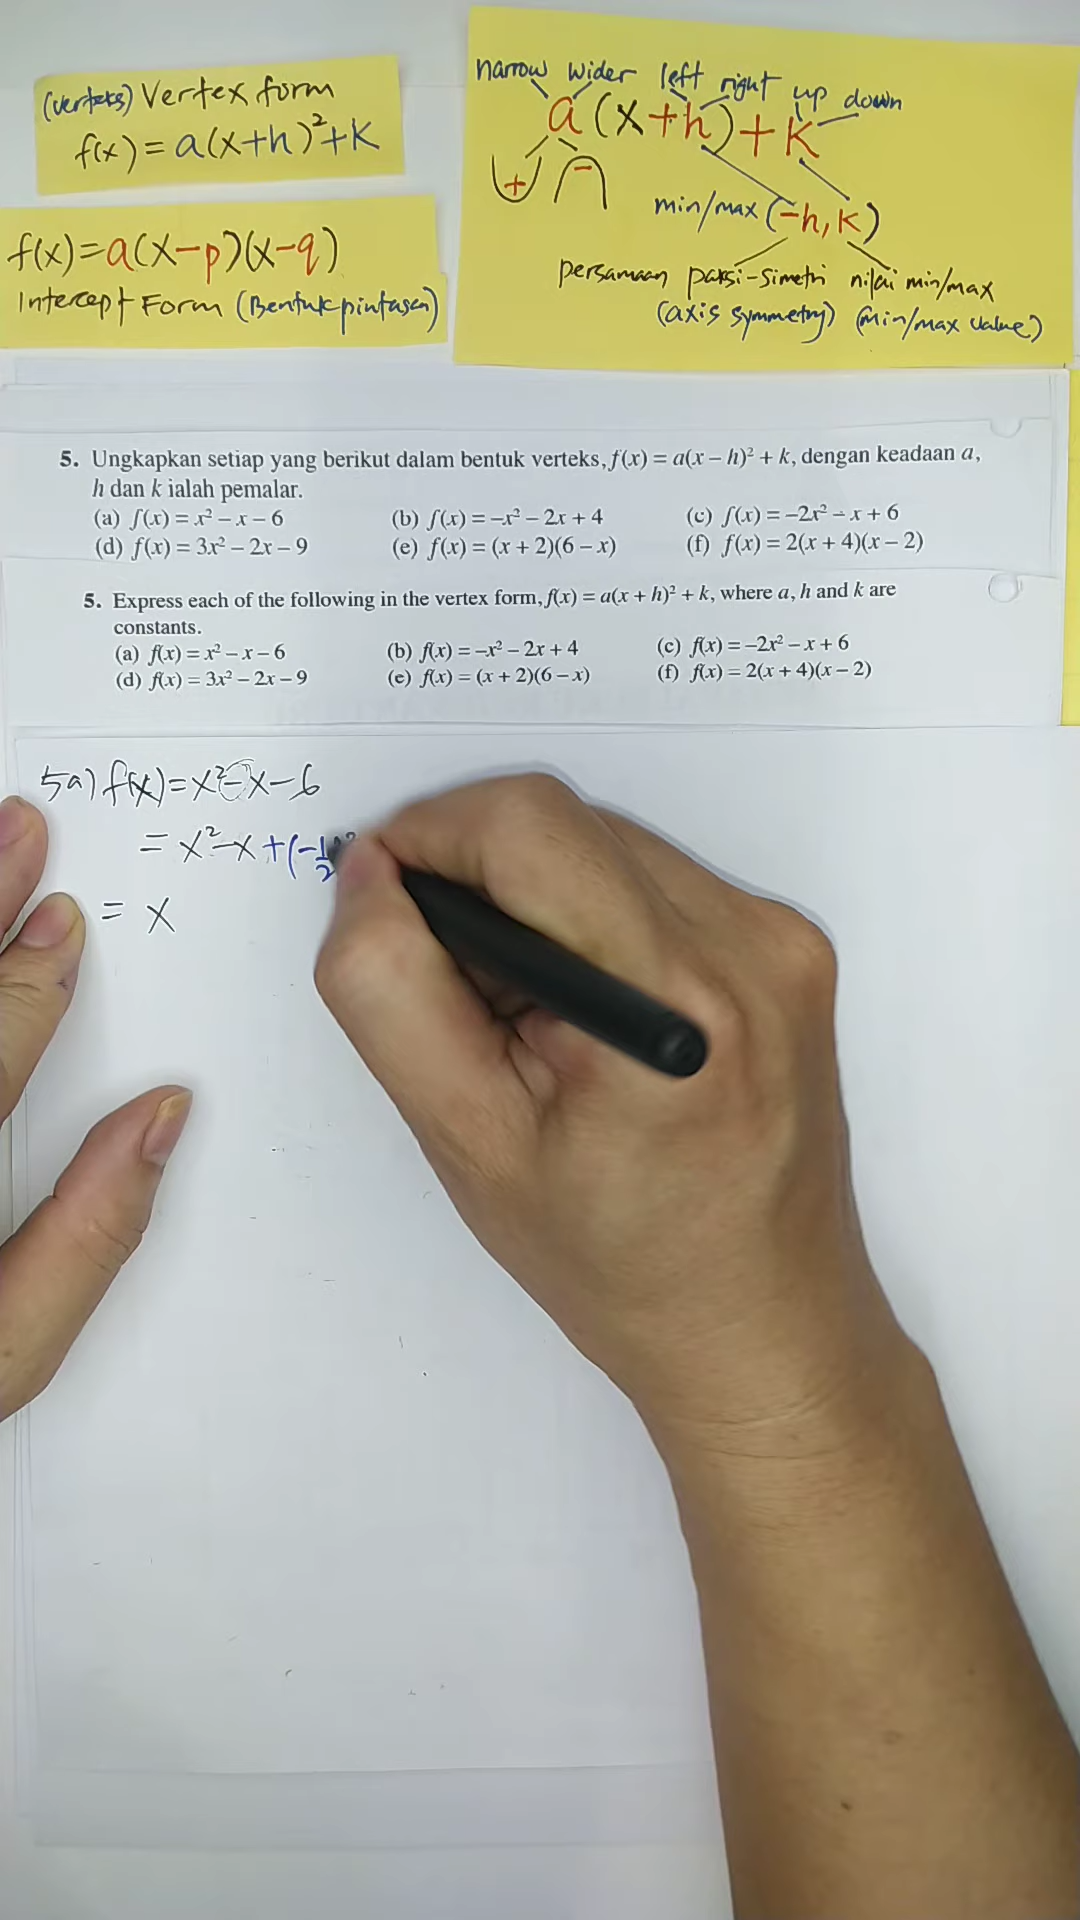 (verteks) Vertex form
f(x) = a(x+h)²+k
f(x)=a(x-p)(x-q)
Intercept Form (Bentuk pintasan)
narrow wider left right up down
a(x+h)+k
+ -
min/max (-h, k)
persamaan paksi-simetri nilai min/max
(axis symmetry) (min/max value)
5. Ungkapkan setiap yang berikut dalam bentuk verteks, f(x) = a(x – h)² + k, dengan keadaan a,
h dan k ialah pemalar.
(a) f(x) = x² – x – 6 (b) f(x) = –x² – 2x + 4 (c) f(x) = –2x² – x + 6
(d) f(x) = 3x² – 2x – 9 (e) f(x) = (x + 2)(6 – x) (f) f(x) = 2(x + 4)(x – 2)
5. Express each of the following in the vertex form, f(x) = a(x + h)² + k, where a, h and k are
constants.
(a) f(x) = x² – x – 6 (b) f(x) = –x² – 2x + 4 (c) f(x) = –2x² – x + 6
(d) f(x) = 3x² – 2x – 9 (e) f(x) = (x + 2)(6 – x) (f) f(x) = 2(x + 4)(x – 2)
5a) f(x)=x²-x-6
= x²-x+(-1/2
= x